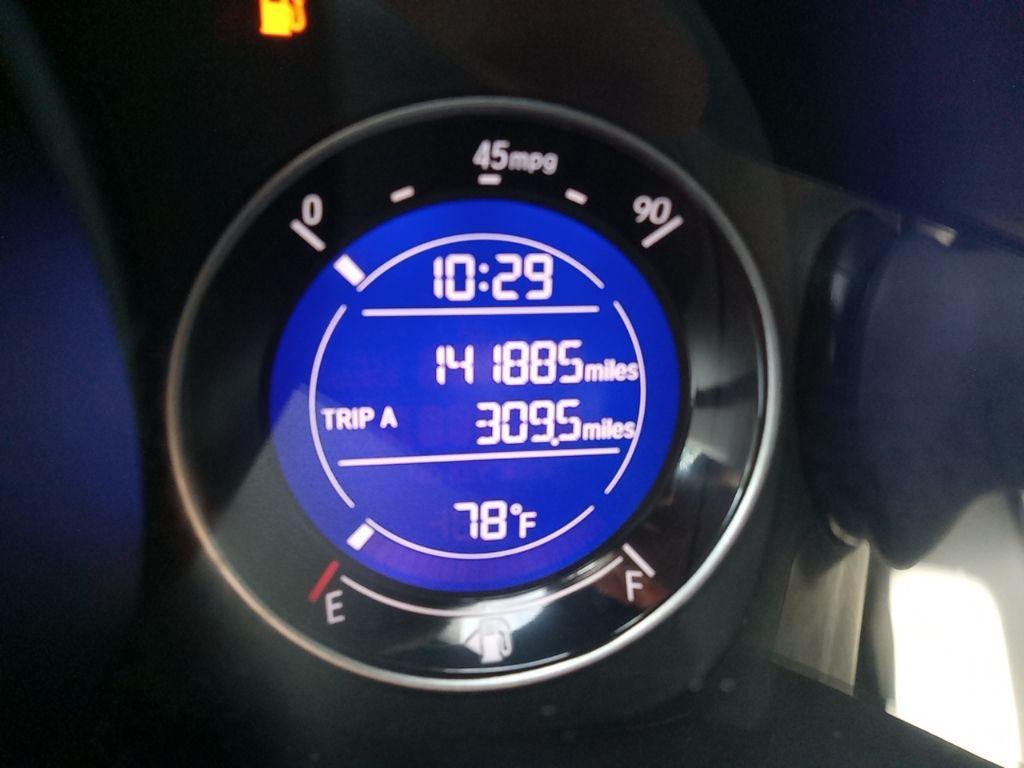 45mpg
0 90
10:29
141885miles
TRIP A 309.5miles
78°F
E F